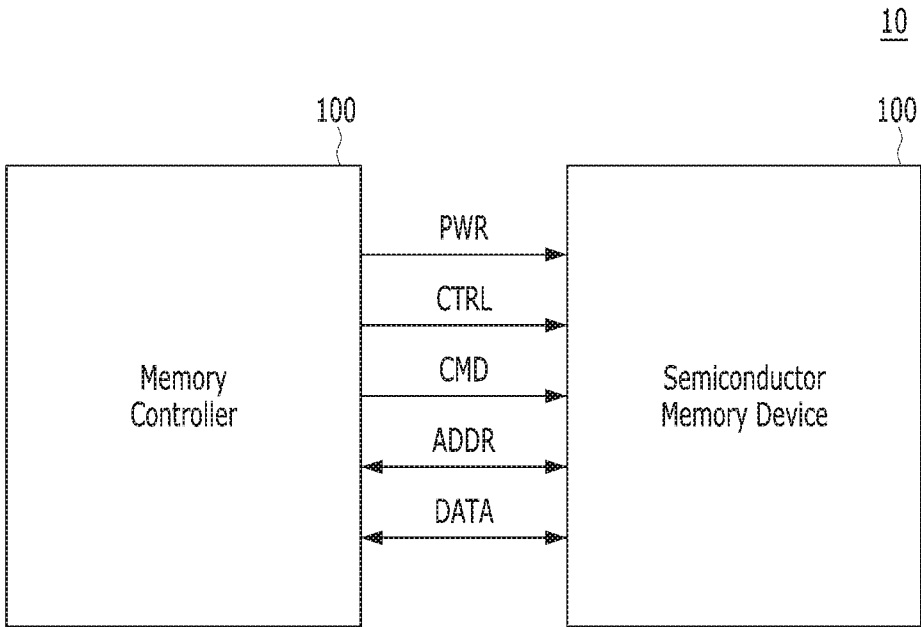 10
100
100
PWR
CTRL
CMD
ADDR
DATA
Memory
Controller
Semiconductor
Memory Device